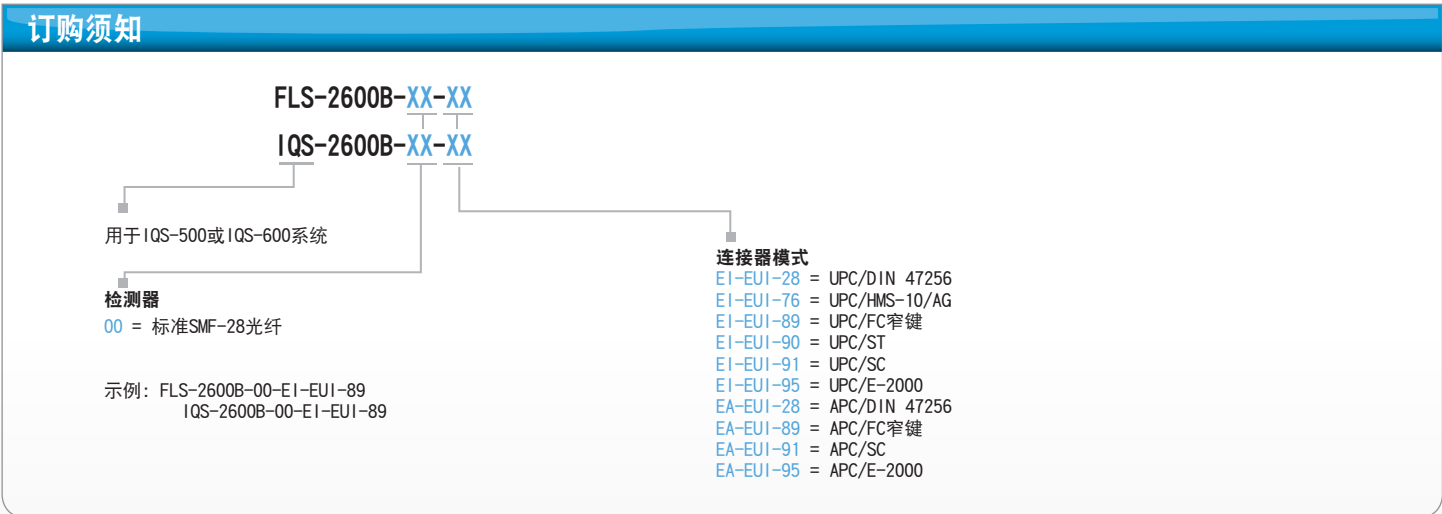 订购须知
FLS-2600B-XX-XX
IQS-2600B-XX-XX
用于IQS-500或IQS-600系统
检测器
00 = 标准SMF-28光纤
示例: FLS-2600B-00-EI-EUI-89
IQS-2600B-00-EI-EUI-89
连接器模式
EI-EUI-28 = UPC/DIN 47256
EI-EUI-76 = UPC/HMS-10/AG
EI-EUI-89 = UPC/FC窄键
EI-EUI-90 = UPC/ST
EI-EUI-91 = UPC/SC
EI-EUI-95 = UPC/E-2000
EA-EUI-28 = APC/DIN 47256
EA-EUI-89 = APC/FC窄键
EA-EUI-91 = APC/SC
EA-EUI-95 = APC/E-2000